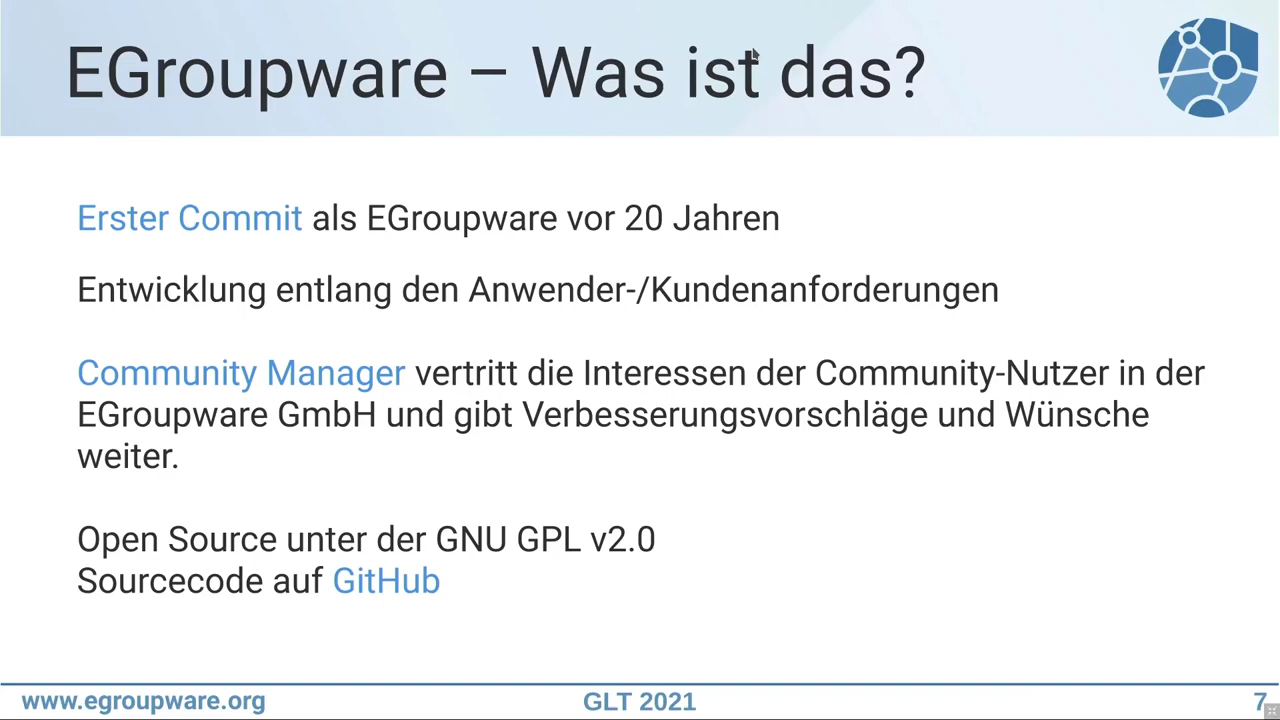 EGroupware – Was ist das?
Erster Commit als EGroupware vor 20 Jahren
Entwicklung entlang den Anwender-/Kundenanforderungen
Community Manager vertritt die Interessen der Community-Nutzer in der
EGroupware GmbH und gibt Verbesserungsvorschläge und Wünsche
weiter.
Open Source unter der GNU GPL v2.0
Sourcecode auf GitHub
www.egroupware.org GLT 2021 7